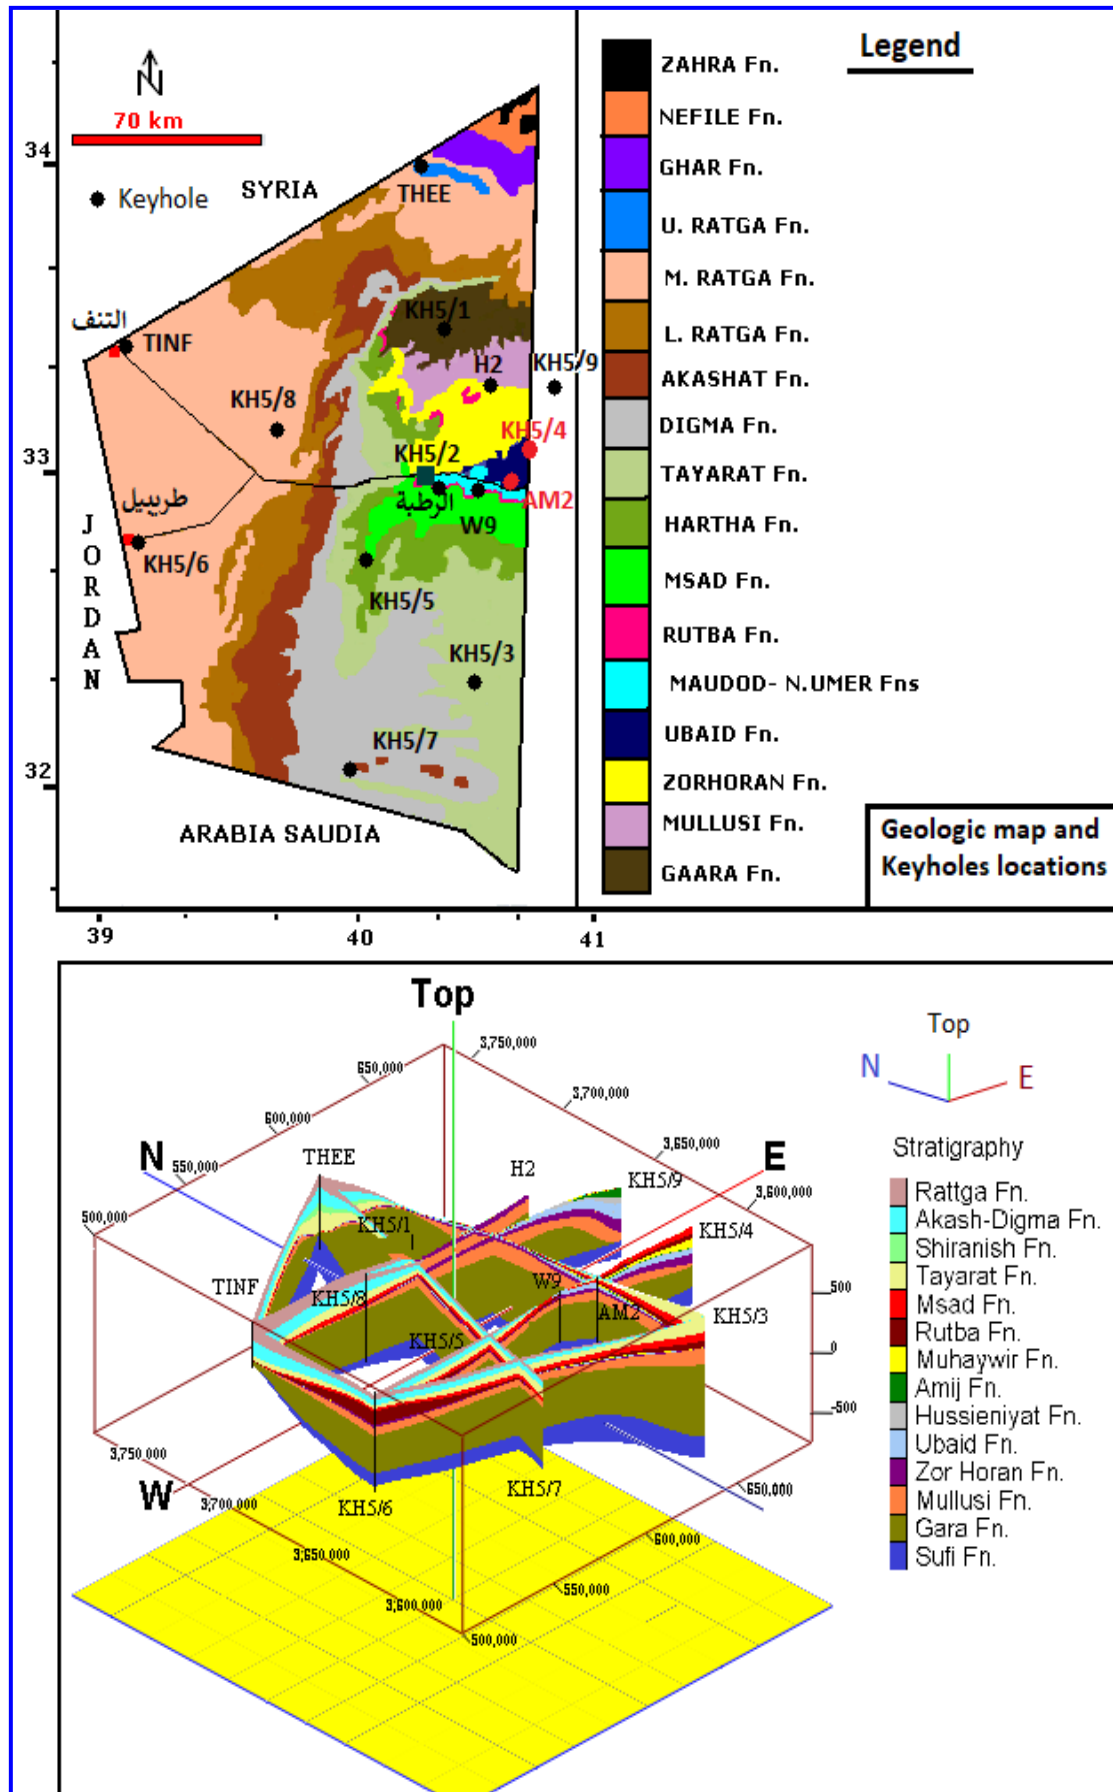 Legend
N
70 km
34
SYRIA
Keyhole
THEE
KH5/1
التنف
TINF
H2
KH5/9
KH5/8
KH5/4
33
KH5/2
طريبيل
الرطبة
AM2
W9
JORDAN
KH5/6
KH5/5
KH5/3
KH5/7
32
ARABIA SAUDIA
39
40
41
ZAHRA Fn.
NEFILE Fn.
GHAR Fn.
U. RATGA Fn.
M. RATGA Fn.
L. RATGA Fn.
AKASHAT Fn.
DIGMA Fn.
TAYARAT Fn.
HARTHA Fn.
MSAD Fn.
RUTBA Fn.
MAUDOD- N.UMER Fns
UBAID Fn.
ZORHORAN Fn.
MULLUSI Fn.
GAARA Fn.
Geologic map and
Keyholes locations
Top
3,750,000
650,000
3,700,000
600,000
3,650,000
N
550,000
THEE
H2
E
KH5/9
3,600,000
500,000
KH5/1
KH5/4
TINF
KH5/8
W9
500
AM2
KH5/3
KH5/5
0
-500
3,750,000
W
3,700,000
KH5/6
KH5/7
650,000
3,650,000
600,000
3,600,000
550,000
500,000
Top
N
E
Stratigraphy
Rattga Fn.
Akash-Digma Fn.
Shiranish Fn.
Tayarat Fn.
Msad Fn.
Rutba Fn.
Muhaywir Fn.
Amij Fn.
Hussieniyat Fn.
Ubaid Fn.
Zor Horan Fn.
Mullusi Fn.
Gara Fn.
Sufi Fn.